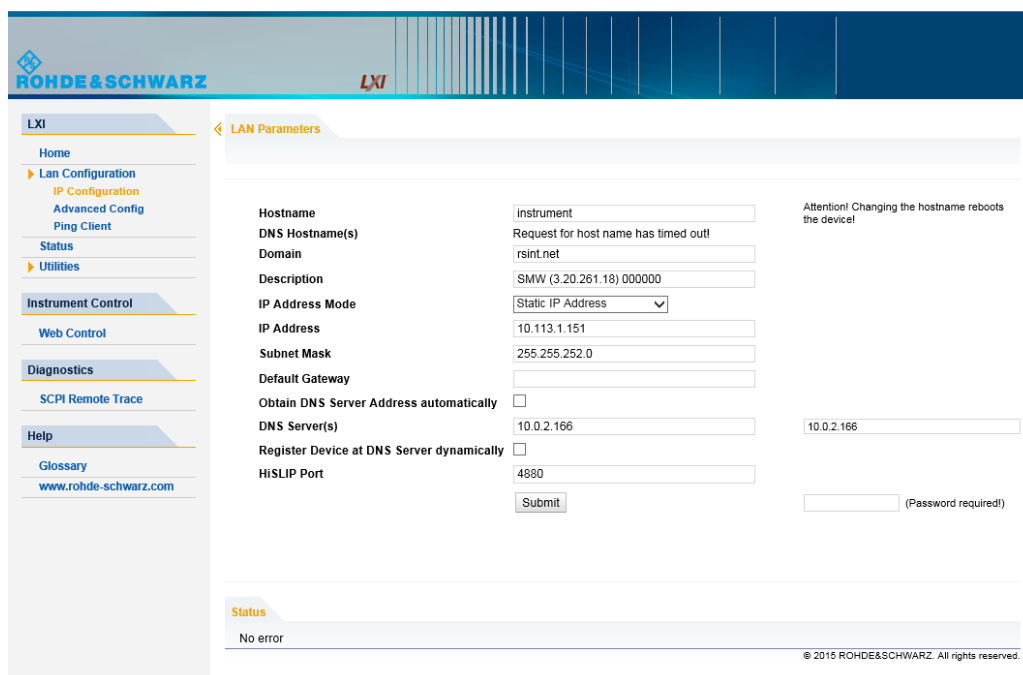 ROHDE&SCHWARZ
LXI
LXI
Home
Lan Configuration
IP Configuration
Advanced Config
Ping Client
Status
Utilities
Instrument Control
Web Control
Diagnostics
SCPI Remote Trace
Help
Glossary
www.rohde-schwarz.com
LAN Parameters
Hostname instrument Attention! Changing the hostname reboots
the device!
DNS Hostname(s) Request for host name has timed out!
Domain rsint.net
Description SMW (3.20.261.18) 000000
IP Address Mode Static IP Address
IP Address 10.113.1.151
Subnet Mask 255.255.252.0
Default Gateway
Obtain DNS Server Address automatically
DNS Server(s) 10.0.2.166 10.0.2.166
Register Device at DNS Server dynamically
HiSLIP Port 4880
Submit (Password required!)
Status
No error
© 2015 ROHDE&SCHWARZ. All rights reserved.